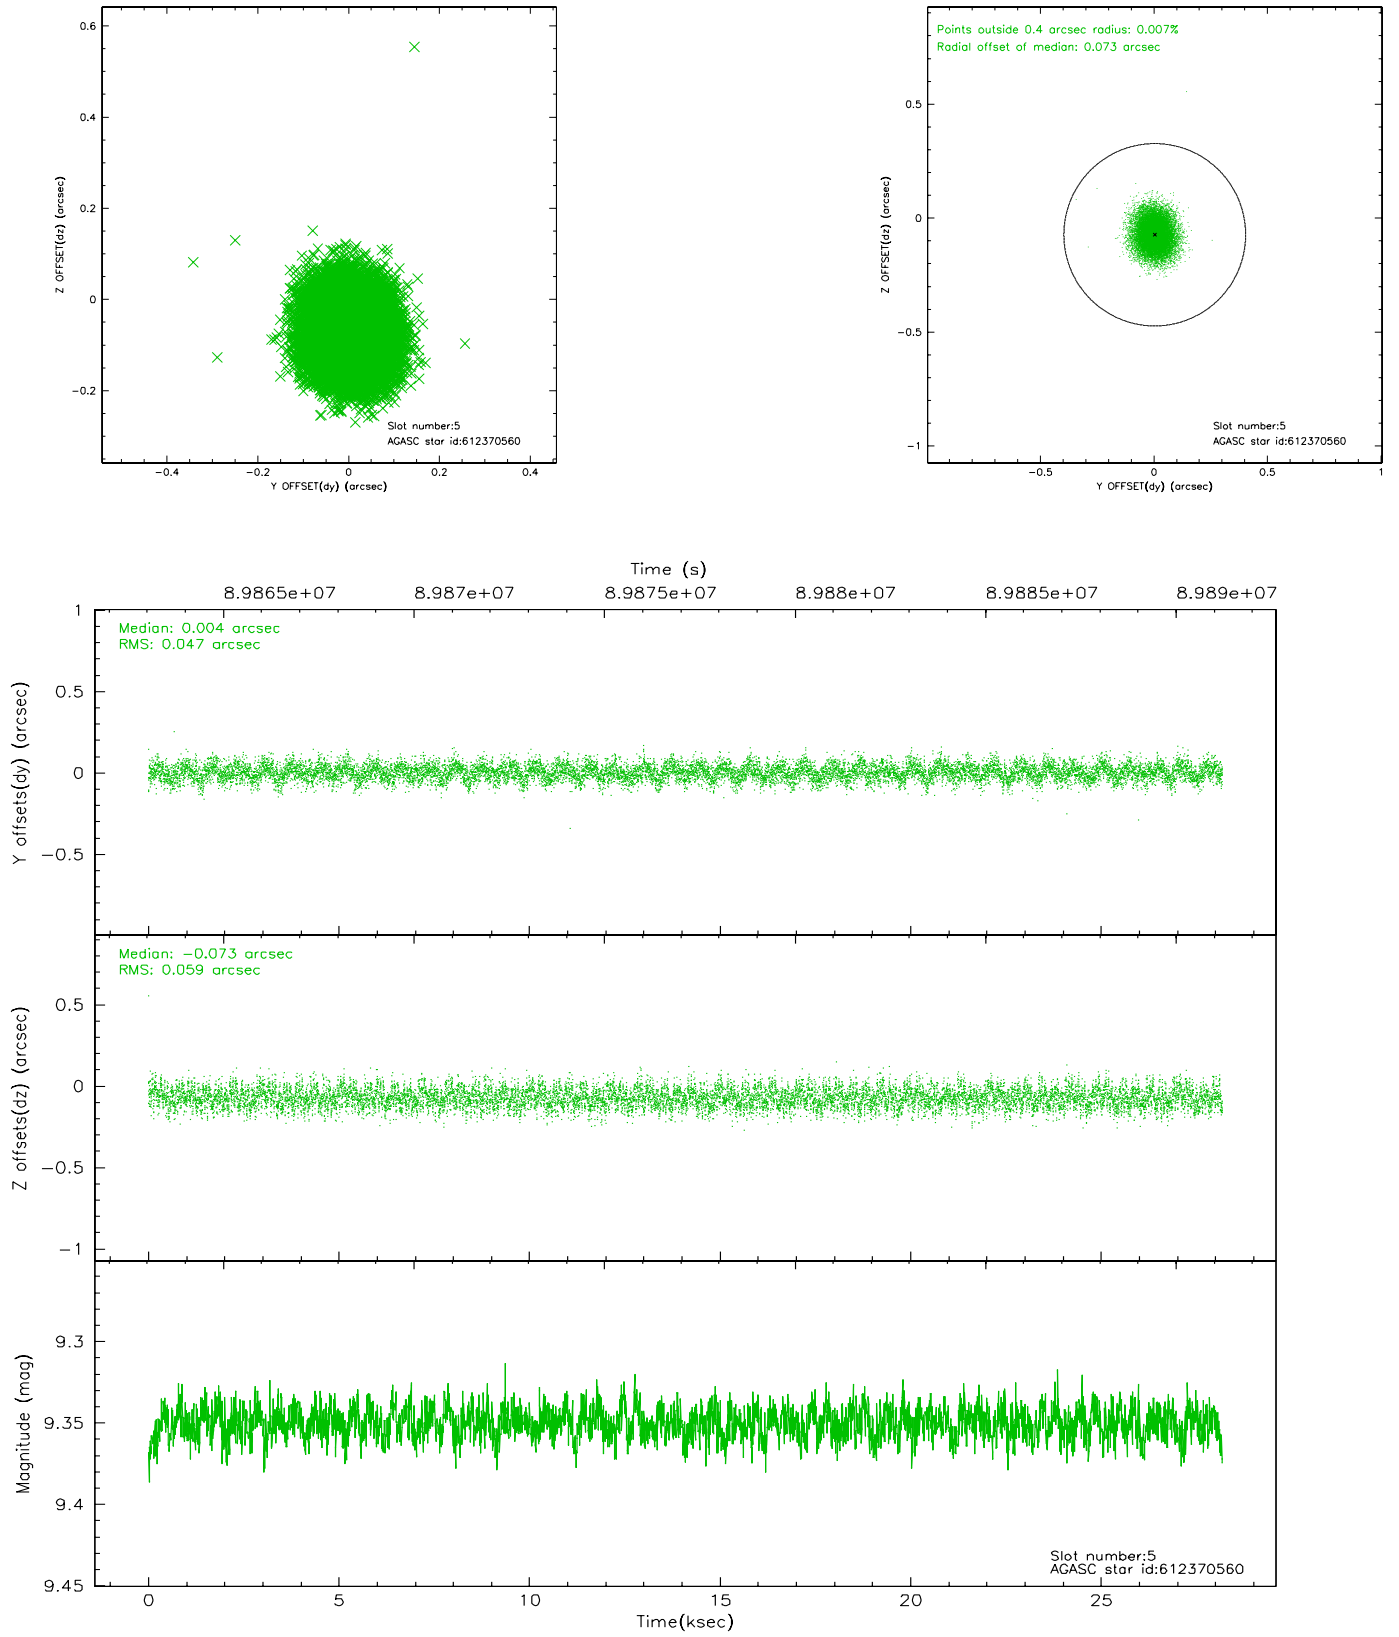 0.6
0.4
0.2
0
−0.2
Z OFFSET(dz) (arcsec)
Slot number:5
AGASC star id:612370560
−0.4
−0.2
0
0.2
0.4
Y OFFSET(dy) (arcsec)
Points outside 0.4 arcsec radius: 0.007%
Radial offset of median: 0.073 arcsec
0.5
0
−0.5
−1
Z OFFSET(dz) (arcsec)
Slot number:5
AGASC star id:612370560
−0.5
0
0.5
1
Y OFFSET(dy) (arcsec)
Time (s)
8.9865e+07
8.987e+07
8.9875e+07
8.988e+07
8.9885e+07
8.989e+07
Median: 0.004 arcsec
RMS: 0.047 arcsec
1
0.5
0
−0.5
Y offsets(dy) (arcsec)
Median: −0.073 arcsec
RMS: 0.059 arcsec
0.5
0
−0.5
−1
Z offsets(dz) (arcsec)
9.3
9.35
9.4
9.45
Magnitude (mag)
Slot number:5
AGASC star id:612370560
0
5
10
15
20
25
Time(ksec)